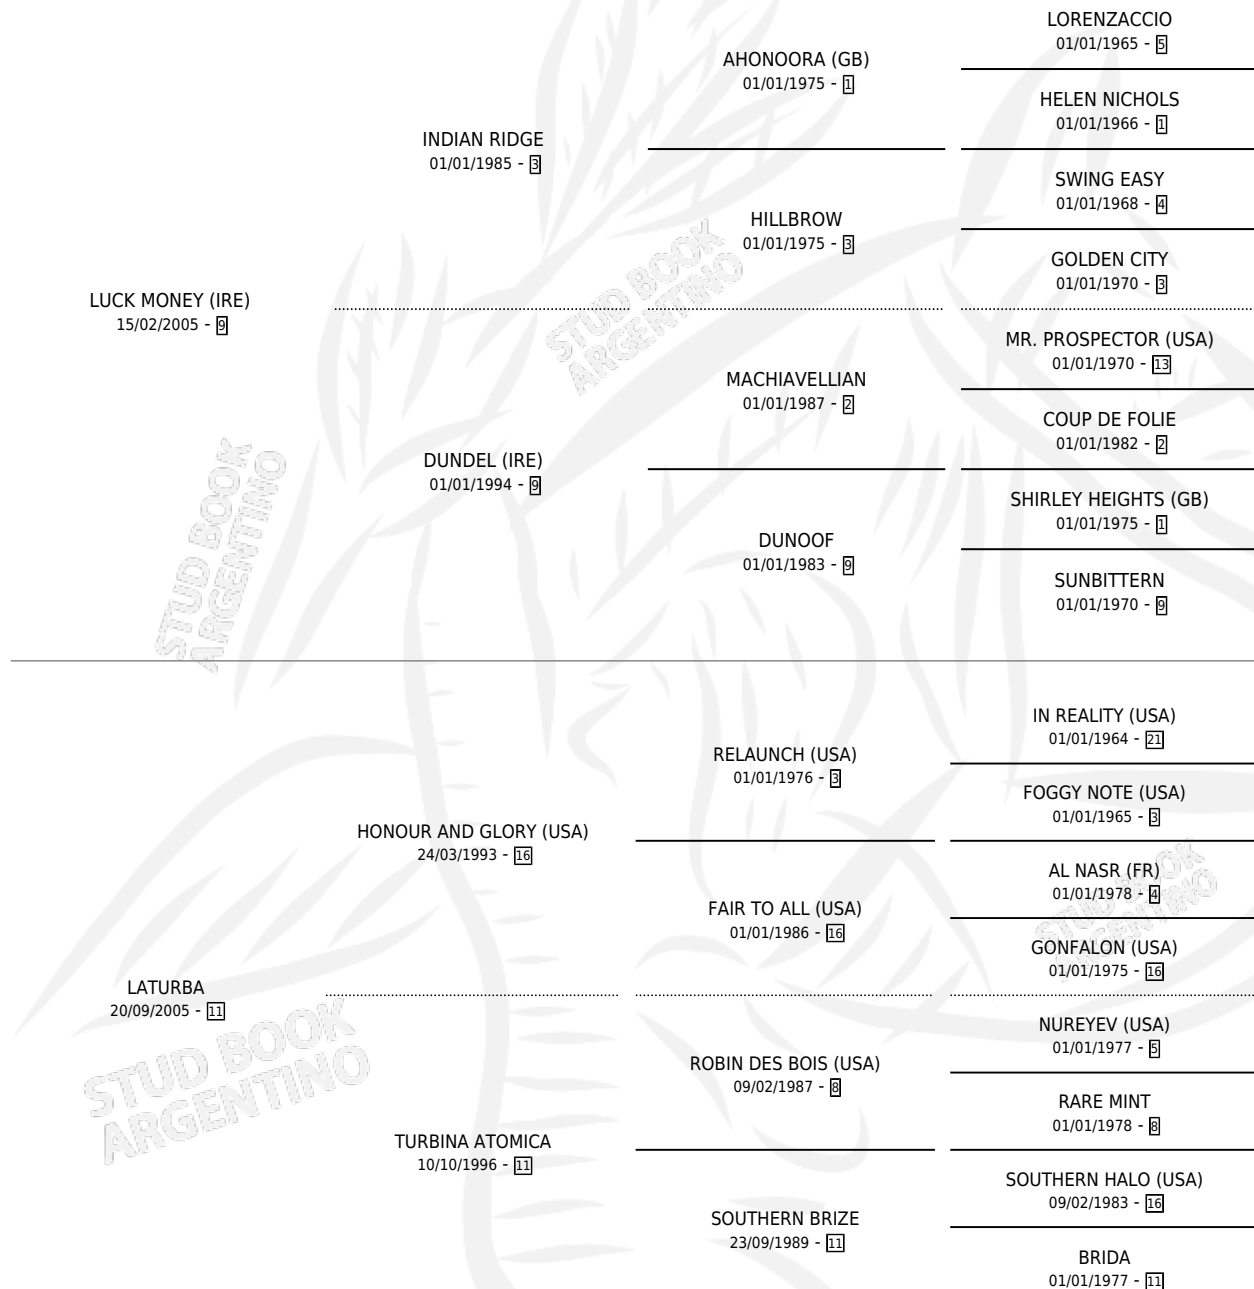 LORENZACCIO
01/01/1965 - 5
AHONOORA (GB)
01/01/1975 - 1
HELEN NICHOLS
01/01/1966 - 1
INDIAN RIDGE
01/01/1985 - 3
SWING EASY
01/01/1968 - 4
HILLBROW
01/01/1975 - 3
GOLDEN CITY
01/01/1970 - 3
LUCK MONEY (IRE)
15/02/2005 - 9
STUD BOOK
ARGENTINO
MR. PROSPECTOR (USA)
01/01/1970 - 13
MACHIAVELLIAN
01/01/1987 - 2
COUP DE FOLIE
01/01/1982 - 2
DUNDEL (IRE)
01/01/1994 - 9
SHIRLEY HEIGHTS (GB)
01/01/1975 - 1
DUNOOF
01/01/1983 - 9
SUNBITTERN
01/01/1970 - 9
STUD BOOK
ARGENTINO
IN REALITY (USA)
01/01/1964 - 21
RELAUNCH (USA)
01/01/1976 - 3
FOGGY NOTE (USA)
01/01/1965 - 3
HONOUR AND GLORY (USA)
24/03/1993 - 16
AL NASR (FR)
01/01/1978 - 4
FAIR TO ALL (USA)
01/01/1986 - 16
GONFALON (USA)
01/01/1975 - 16
STUD BOOK
ARGENTINO
LATURBA
20/09/2005 - 11
NUREYEV (USA)
01/01/1977 - 5
ROBIN DES BOIS (USA)
09/02/1987 - 8
RARE MINT
01/01/1978 - 8
STUD BOOK
ARGENTINO
TURBINA ATOMICA
10/10/1996 - 11
SOUTHERN HALO (USA)
09/02/1983 - 16
SOUTHERN BRIZE
23/09/1989 - 11
BRIDA
01/01/1977 - 11